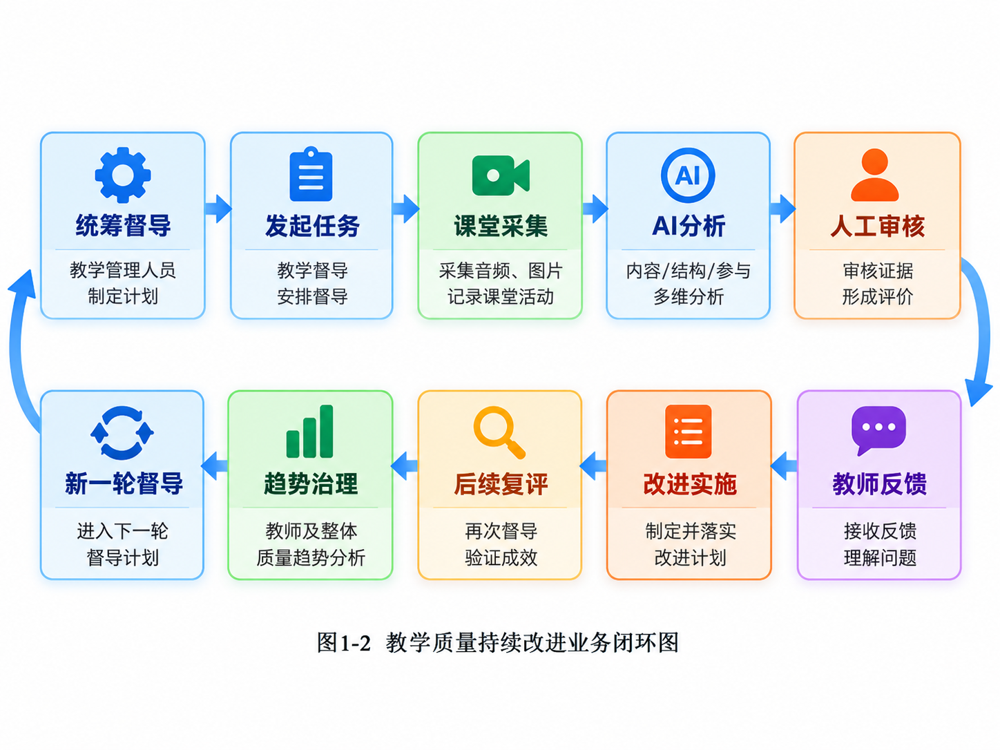 统筹督导
教学管理人员
制定计划
发起任务
教学督导
安排督导
课堂采集
采集音频、图片
记录课堂活动
AI
AI分析
内容/结构/参与
多维分析
人工审核
审核证据
形成评价
教师反馈
接收反馈
理解问题
改进实施
制定并落实
改进计划
后续复评
再次督导
验证成效
趋势治理
教师及整体
质量趋势分析
新一轮督导
进入下一轮
督导计划
图1-2 教学质量持续改进业务闭环图